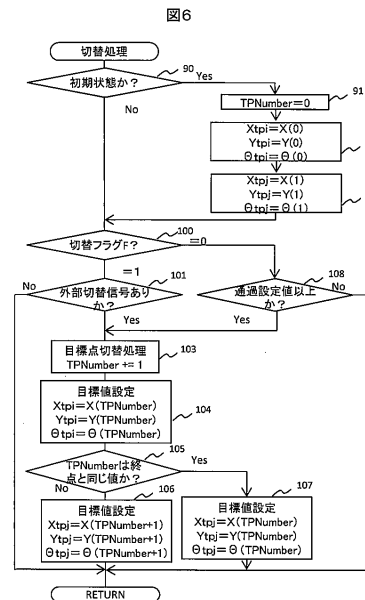 図6
切替処理
初期状態か?
90
Yes
No
TPNumber=0
91
Xtpi=X(0)
Ytpi=Y(0)
Θtpi=Θ(0)
Xtpj=X(1)
Ytpj=Y(1)
Θtpj=Θ(1)
切替フラグF?
100
=0
=1
外部切替信号あり
か?
101
No
Yes
通過設定値以上
か?
108
No
Yes
目標点切替処理
TPNumber += 1
103
目標値設定
Xtpi=X(TPNumber)
Ytpi=Y(TPNumber)
Θtpi=Θ(TPNumber)
104
TPNumberは終
点と同じ値か?
105
Yes
No
106
目標値設定
Xtpj=X(TPNumber+1)
Ytpj=Y(TPNumber+1)
Θtpj=Θ(TPNumber+1)
107
目標値設定
Xtpj=X(TPNumber)
Ytpj=Y(TPNumber)
Θtpj=Θ(TPNumber)
RETURN